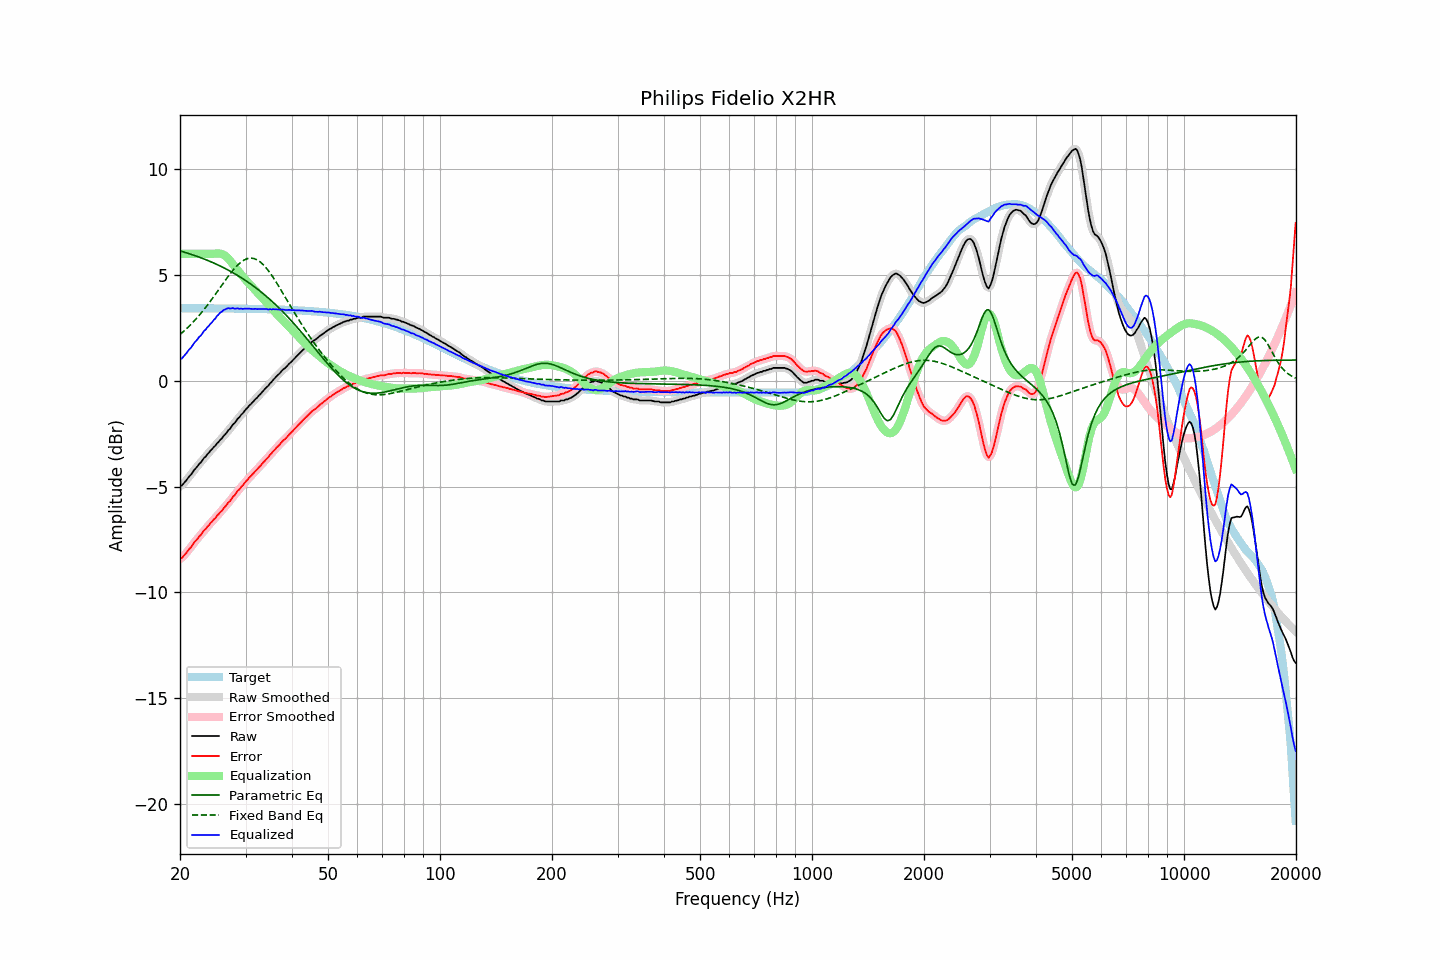 Philips Fidelio X2HR
Amplitude (dBr)
10
5
0
−5
−10
−15
−20
Target
Raw Smoothed
Error Smoothed
Raw
Error
Equalization
Parametric Eq
Fixed Band Eq
Equalized
20 50 100 200 500 1000 2000 5000 10000 20000
Frequency (Hz)